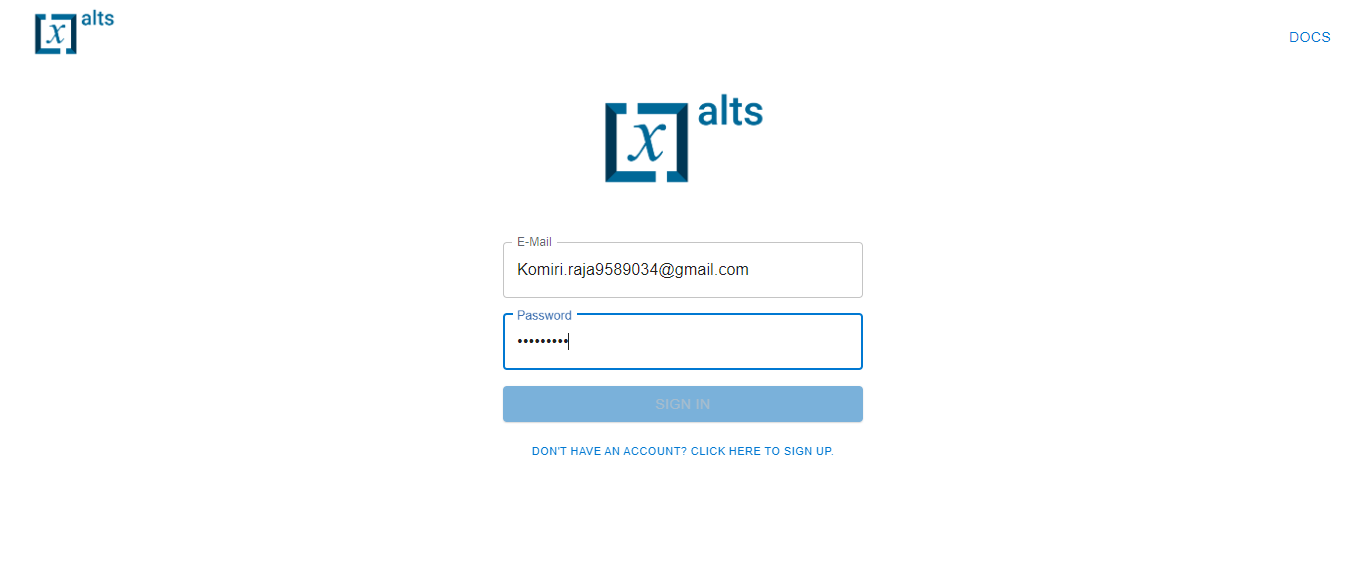 x alts
DOCS
x alts
E-Mail
Komiri.raja9589034@gmail.com
Password
•••••••••
SIGN IN
DON'T HAVE AN ACCOUNT? CLICK HERE TO SIGN UP.